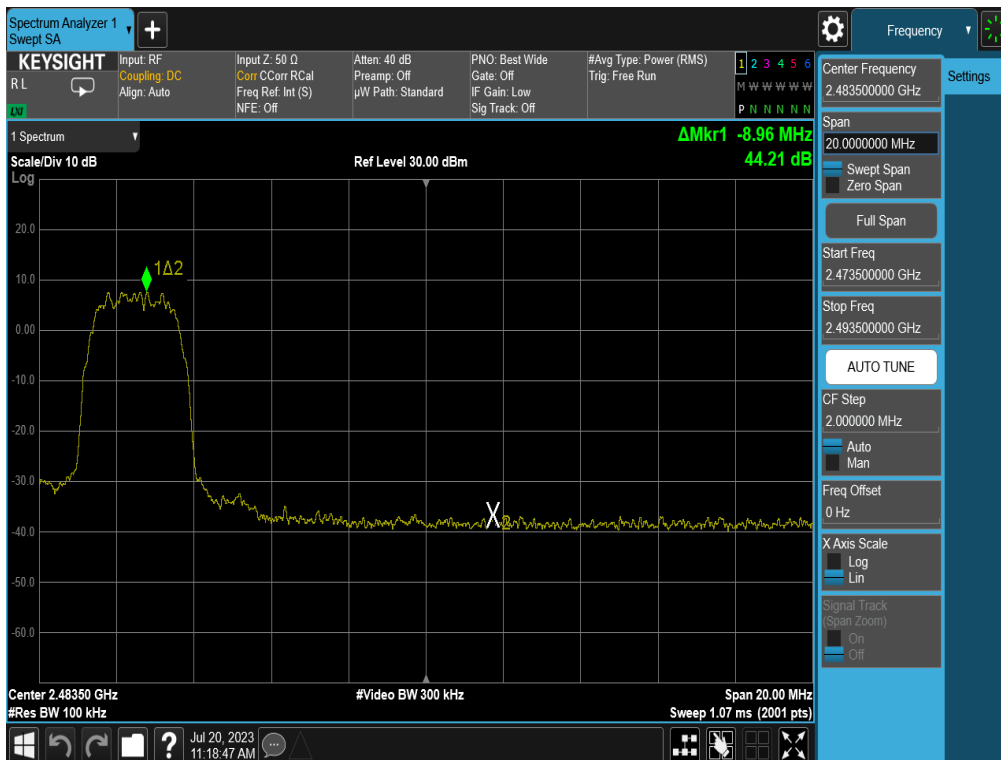 Spectrum Analyzer 1
Swept SA
+
Frequency
KEYSIGHT
R L
LXI
Input: RF
Coupling: DC
Align: Auto
Input Z: 50 Ω
Corr CCorr RCal
Freq Ref: Int (S)
NFE: Off
Atten: 40 dB
Preamp: Off
µW Path: Standard
PNO: Best Wide
Gate: Off
IF Gain: Low
Sig Track: Off
#Avg Type: Power (RMS)
Trig: Free Run
1 2 3 4 5 6
M W W W W W
P N N N N N
1 Spectrum
Scale/Div 10 dB
Ref Level 30.00 dBm
ΔMkr1 -8.96 MHz
44.21 dB
Log
20.0
10.0
0.00
-10.0
-20.0
-30.0
-40.0
-50.0
-60.0
1Δ2
X2
Center 2.48350 GHz
#Res BW 100 kHz
#Video BW 300 kHz
Span 20.00 MHz
Sweep 1.07 ms (2001 pts)
Center Frequency
2.483500000 GHz
Settings
Span
20.0000000 MHz
Swept Span
Zero Span
Full Span
Start Freq
2.473500000 GHz
Stop Freq
2.493500000 GHz
AUTO TUNE
CF Step
2.000000 MHz
Auto
Man
Freq Offset
0 Hz
X Axis Scale
Log
Lin
Signal Track
(Span Zoom)
On
Off
?
Jul 20, 2023
11:18:47 AM